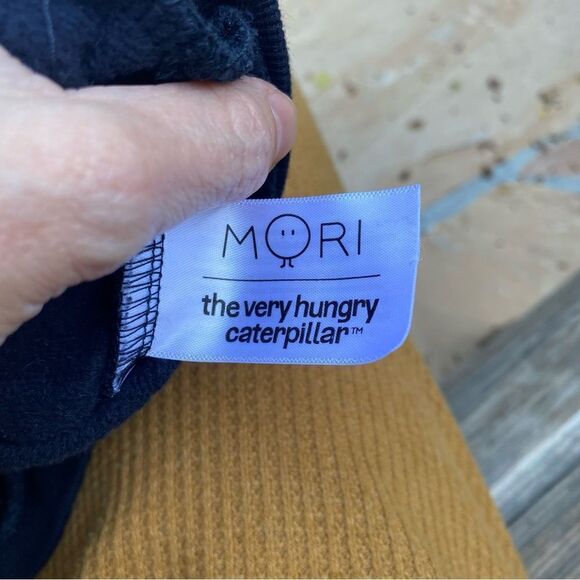 MORI
the very hungry
caterpillar™